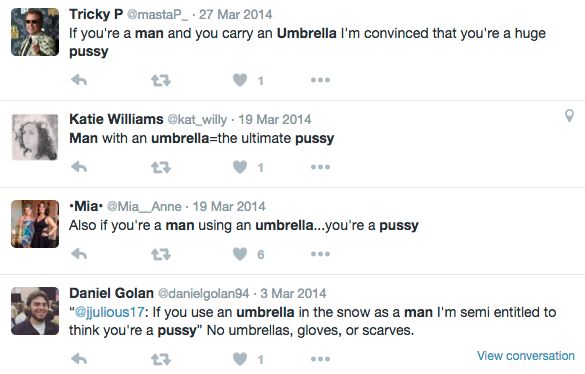 Tricky P @mastaP_ · 27 Mar 2014
If you're a man and you carry an Umbrella I'm convinced that you're a huge
pussy
1
Katie Williams @kat_willy · 19 Mar 2014
Man with an umbrella=the ultimate pussy
1
•Mia• @Mia__Anne · 19 Mar 2014
Also if you're a man using an umbrella...you're a pussy
6
Daniel Golan @danielgolan94 · 3 Mar 2014
“@jjulious17: If you use an umbrella in the snow as a man I'm semi entitled to
think you're a pussy” No umbrellas, gloves, or scarves.
1
View conversation